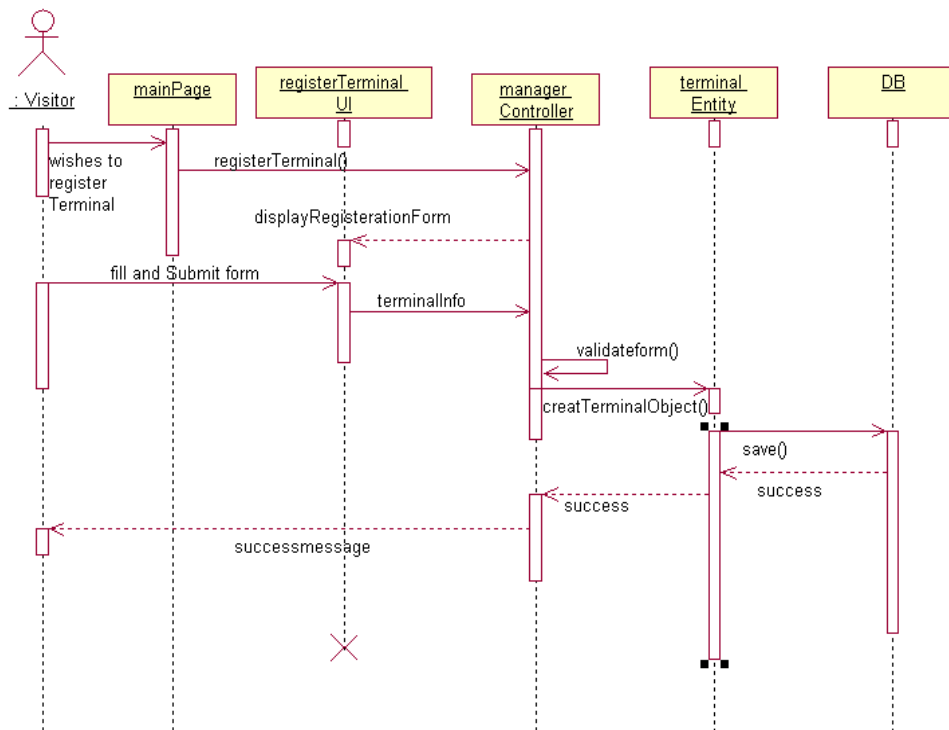 : Visitor
mainPage
registerTerminal
UI
manager
Controller
terminal
Entity
DB
wishes to
register
Terminal
registerTerminal()
displayRegisterationForm
fill and Submit form
terminalInfo
validateform()
creatTerminalObject()
save()
success
success
successmessage